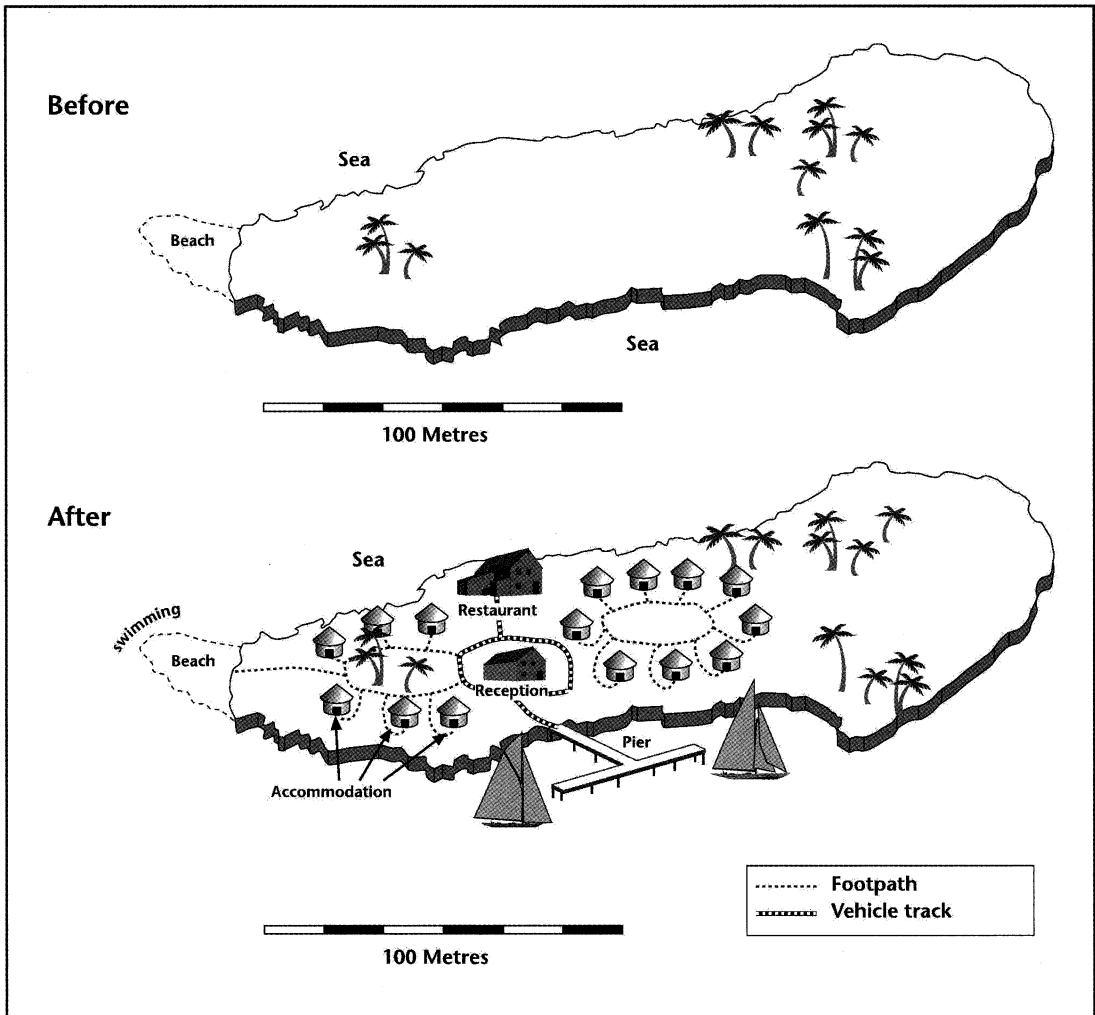 Before
Sea
Beach
Sea
100 Metres
After
Sea
swimming
Restaurant
Beach
Reception
Pier
Accommodation
Footpath
Vehicle track
100 Metres